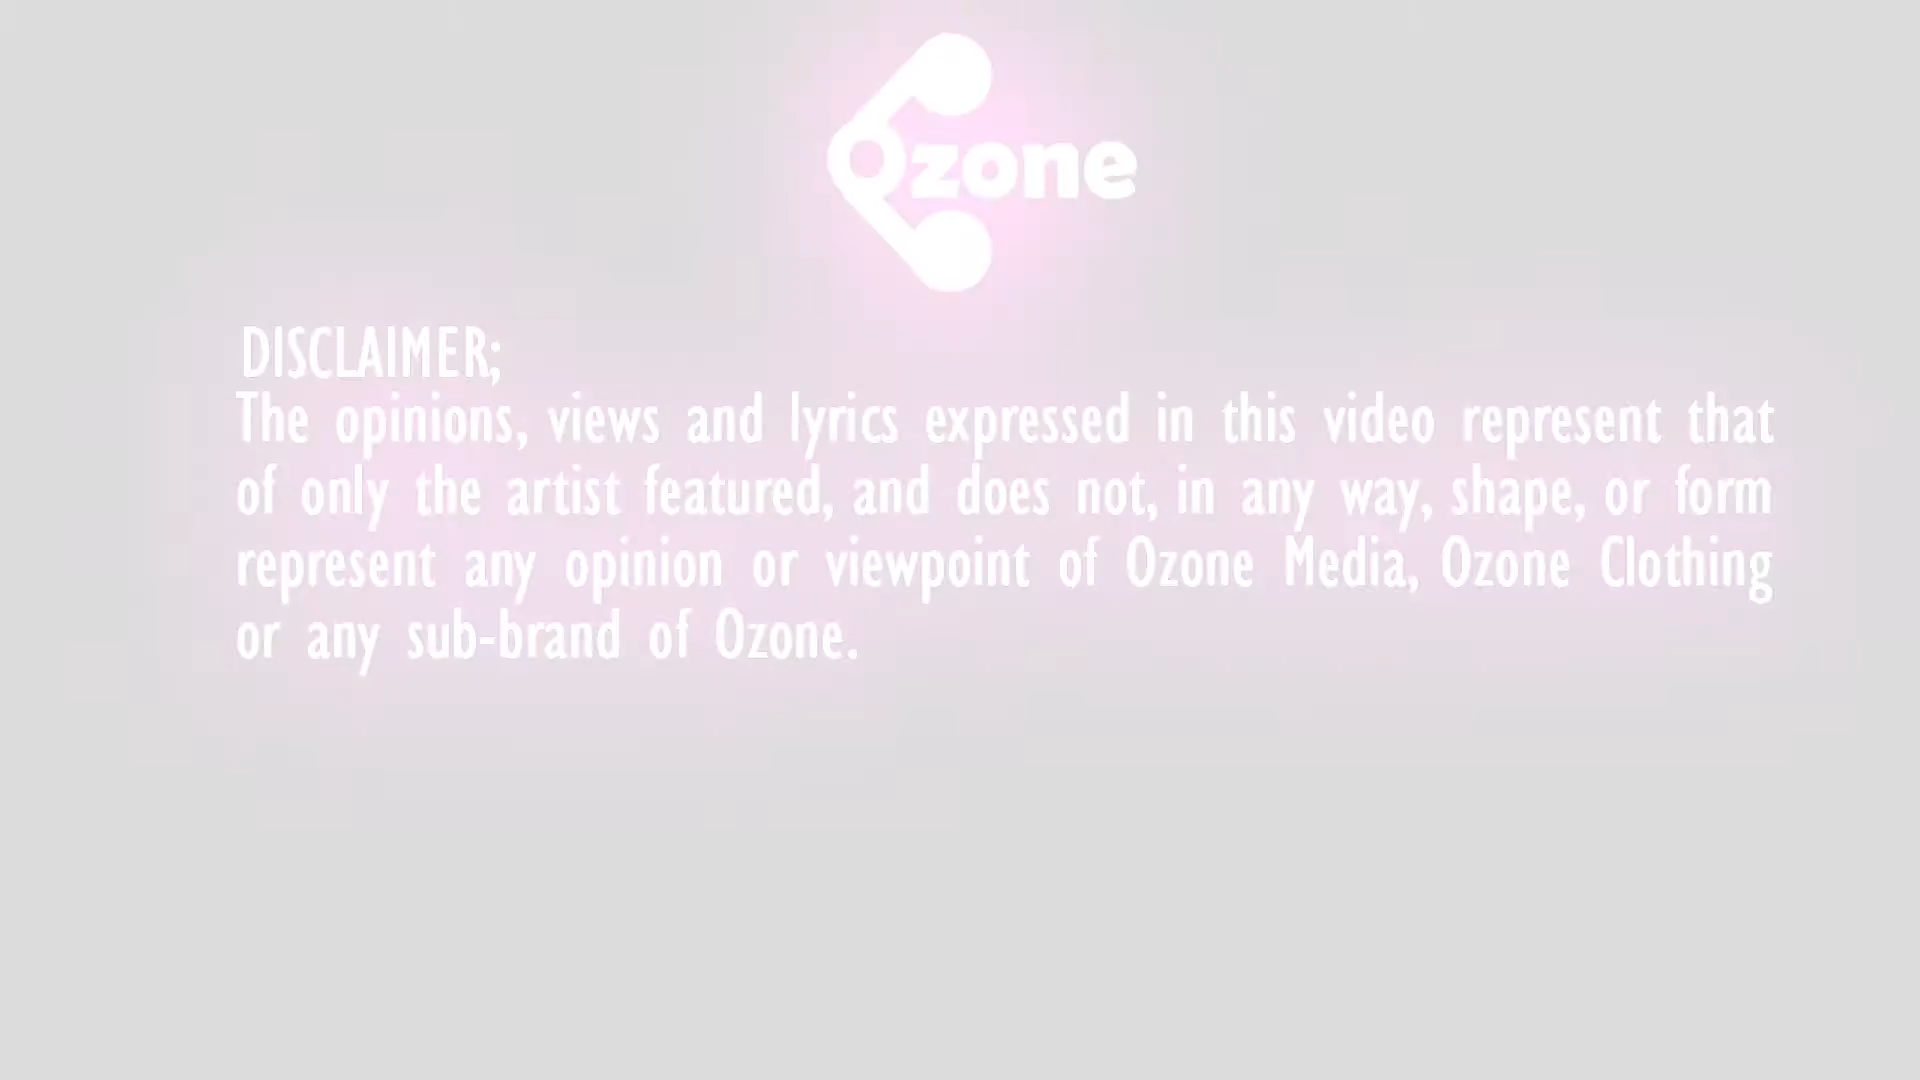 Ozone
DISCLAIMER;
The opinions, views and lyrics expressed in this video represent that
of only the artist featured, and does not, in any way, shape, or form
represent any opinion or viewpoint of Ozone Media, Ozone Clothing
or any sub-brand of Ozone.